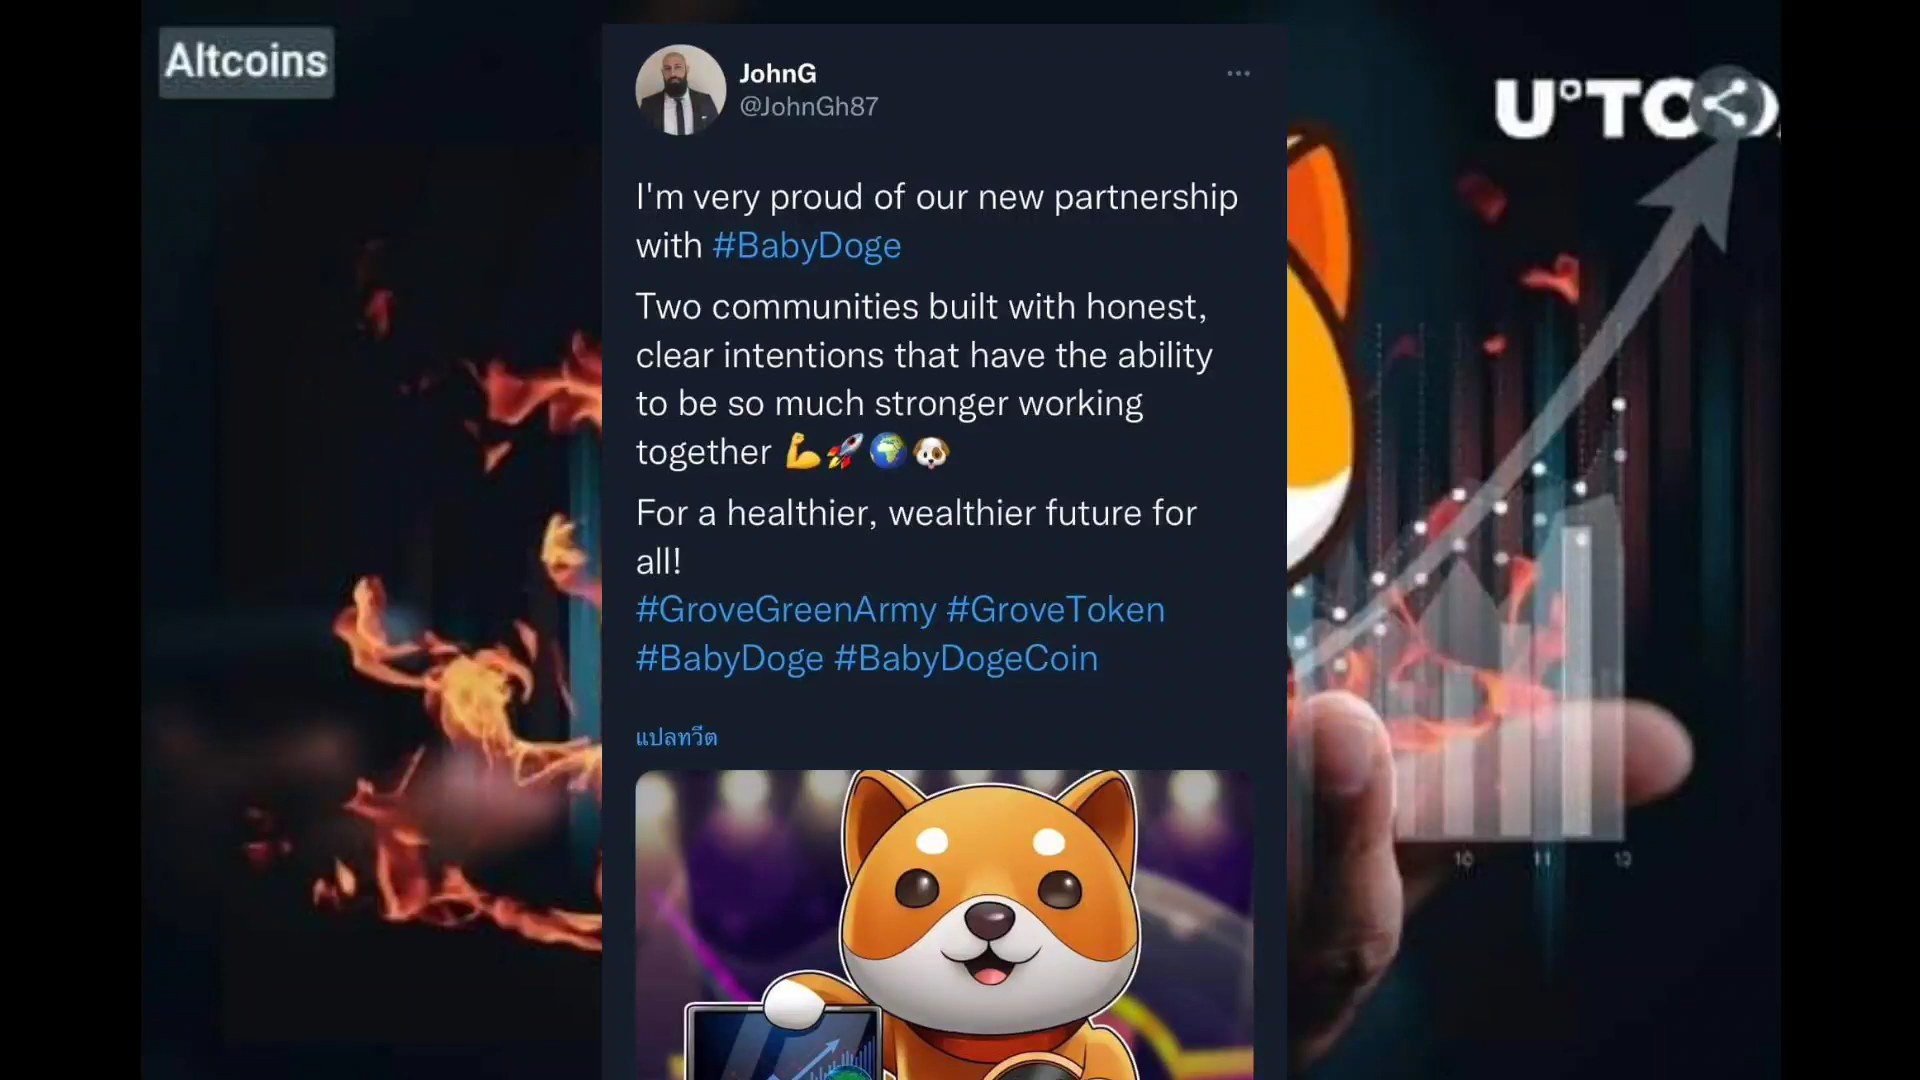 Altcoins
JohnG
@JohnGh87
I'm very proud of our new partnership
with #BabyDoge
Two communities built with honest,
clear intentions that have the ability
to be so much stronger working
together 💪🚀🌍🐶
For a healthier, wealthier future for
all!
#GroveGreenArmy #GroveToken
#BabyDoge #BabyDogeCoin
แปลทวีต
10
11